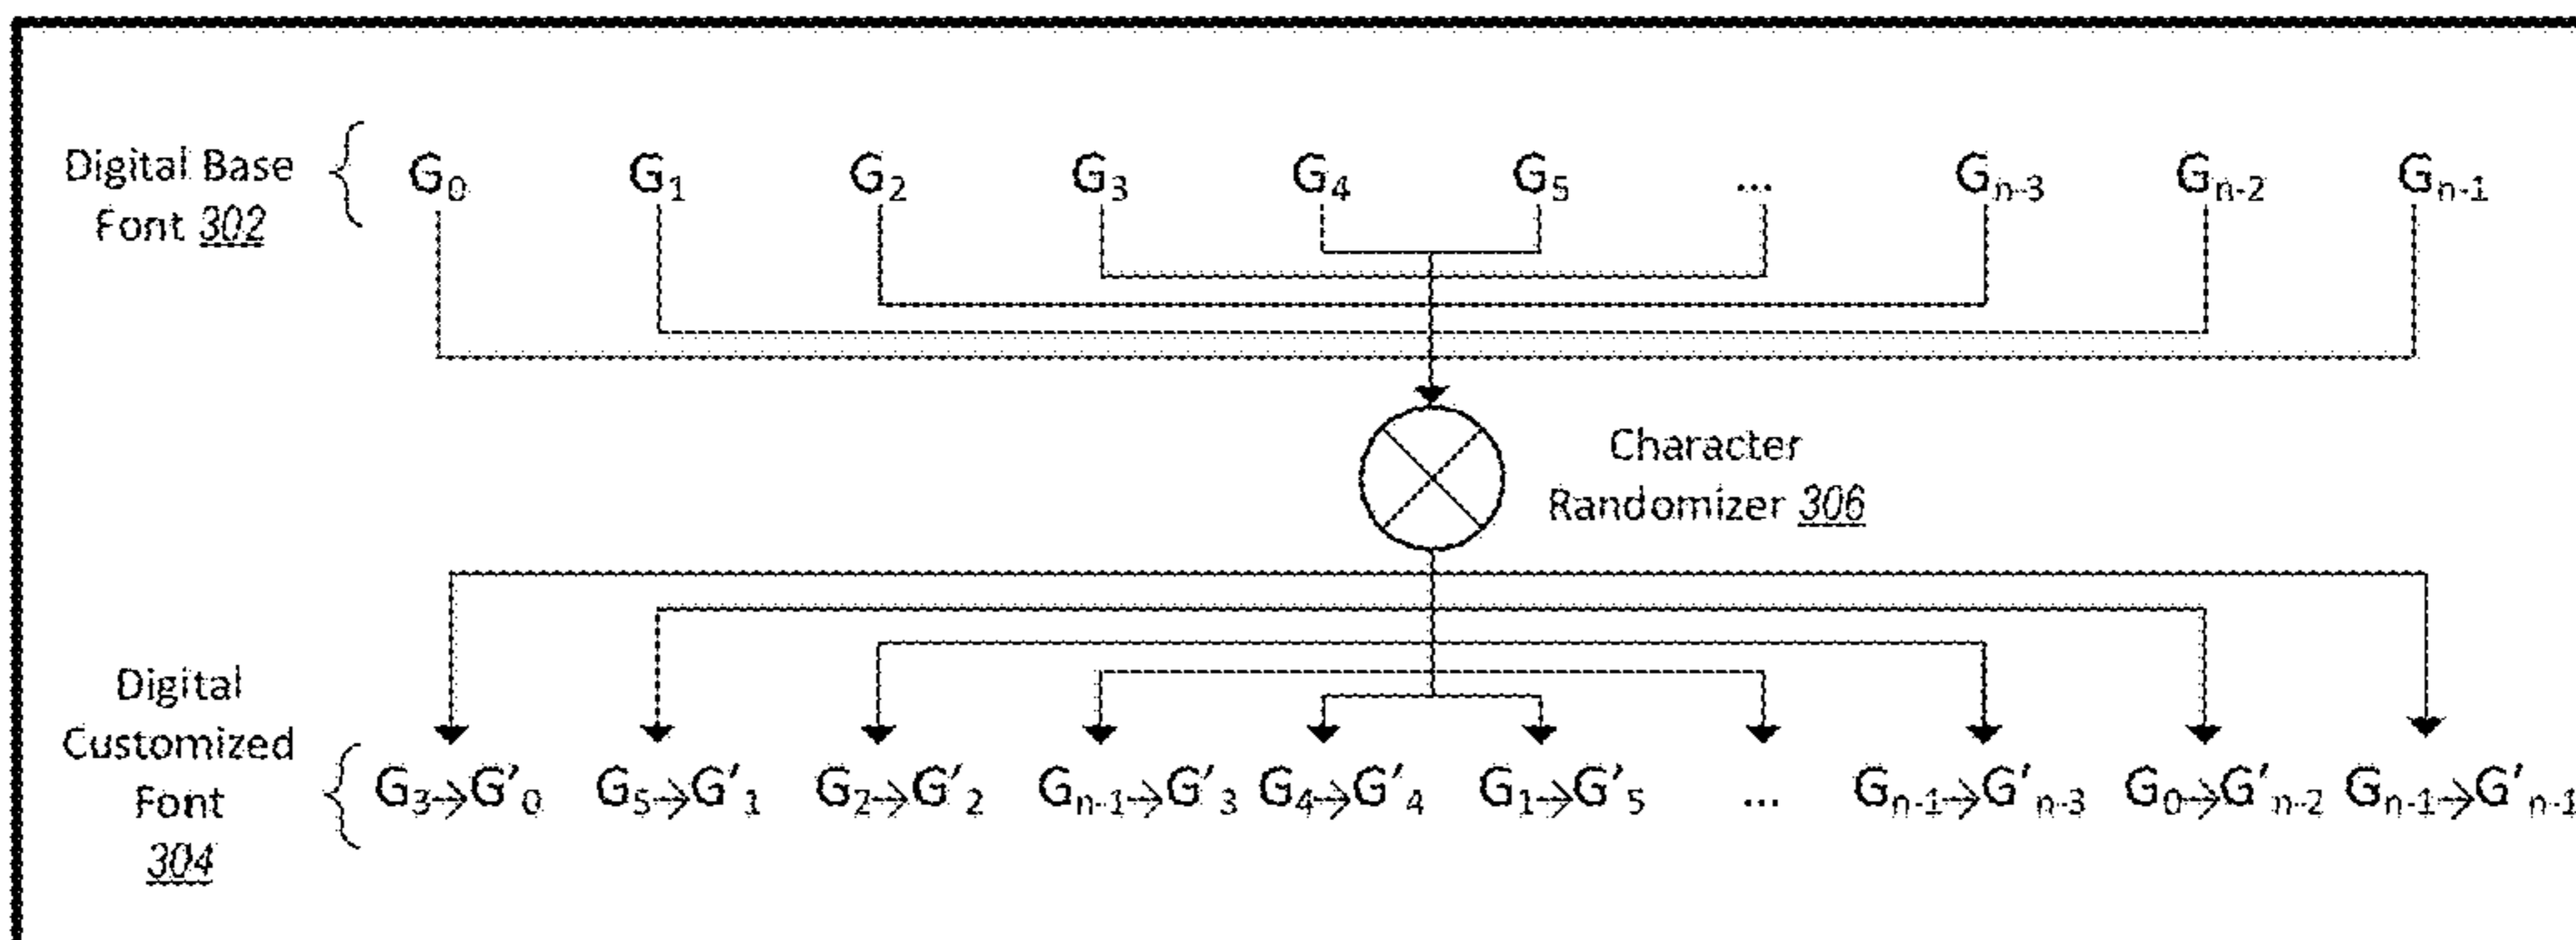 Digital Base
Font 302
G₀ G₁ G₂ G₃ G₄ G₅ ... Gₙ₋₃ Gₙ₋₂ Gₙ₋₁
Character
Randomizer 306
Digital
Customized
Font
304
G₃→G′₀ G₅→G′₁ G₂→G′₂ Gₙ₋₁→G′₃ G₄→G′₄ G₁→G′₅ ... Gₙ₋₁→G′ₙ₋₃ G₀→G′ₙ₋₂ Gₙ₋₁→G′ₙ₋₁